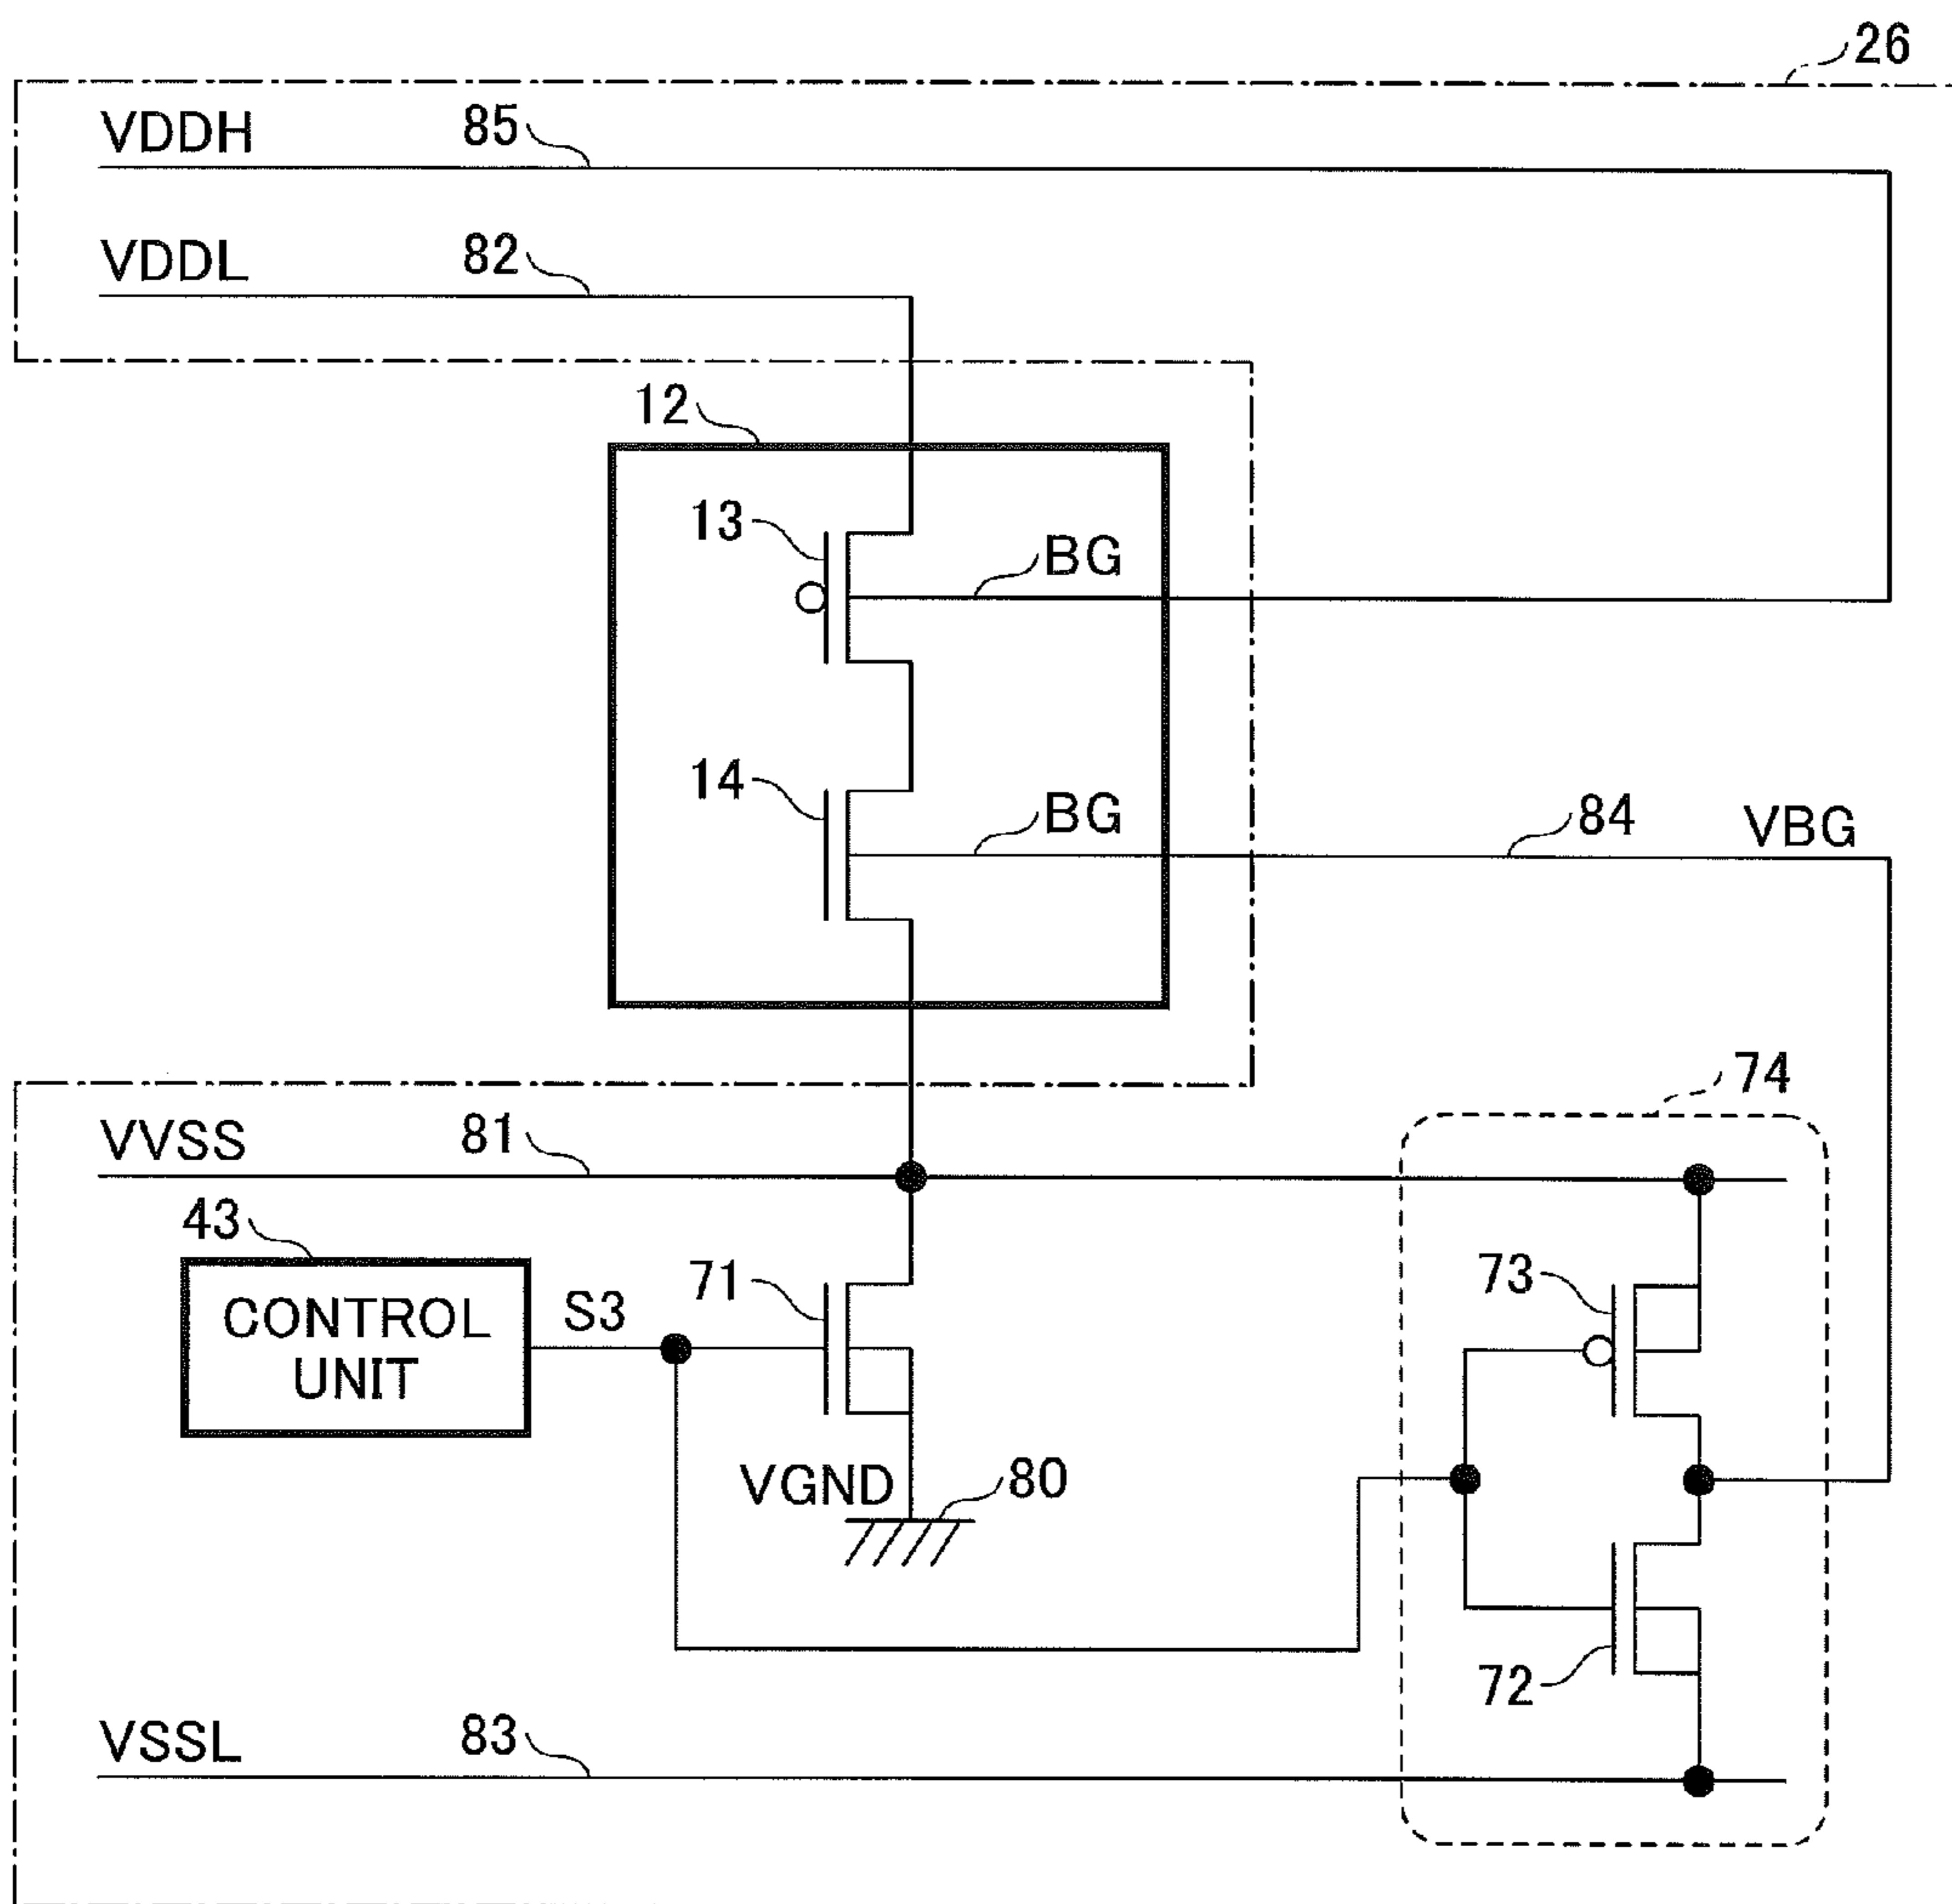 26
VDDH 85
VDDL 82
12
13 BG
14 BG 84 VBG
74
VVSS 81
43
CONTROL
UNIT
S3 71 73
VGND 80
72
VSSL 83